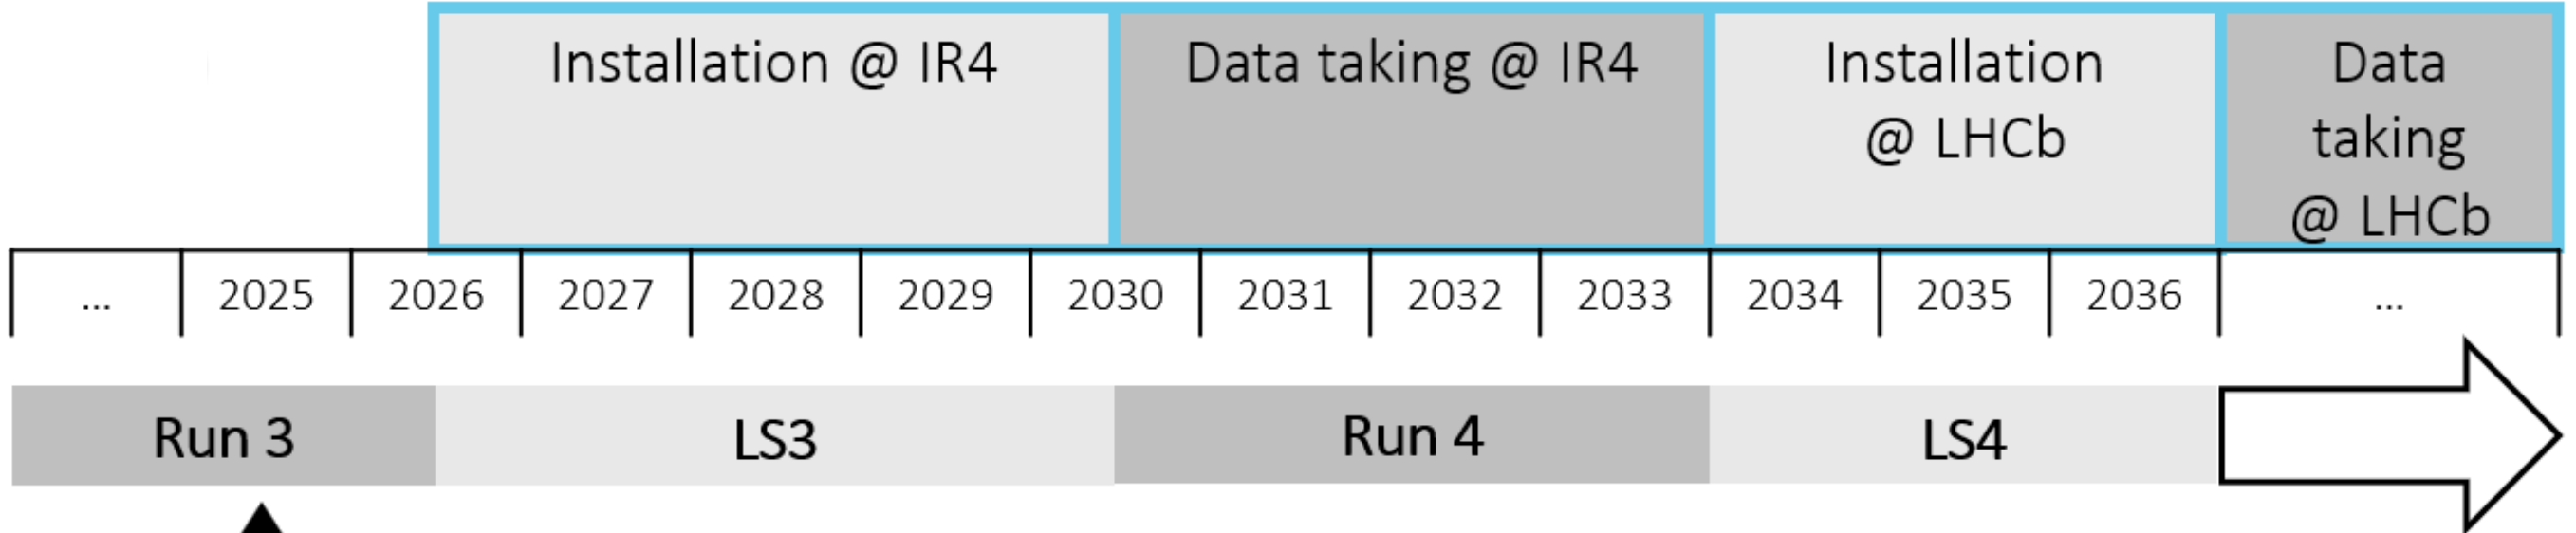 Installation @ IR4
Data taking @ IR4
Installation
@ LHCb
Data
taking
@ LHCb
... 2025 2026 2027 2028 2029 2030 2031 2032 2033 2034 2035 2036 ...
Run 3 LS3 Run 4 LS4